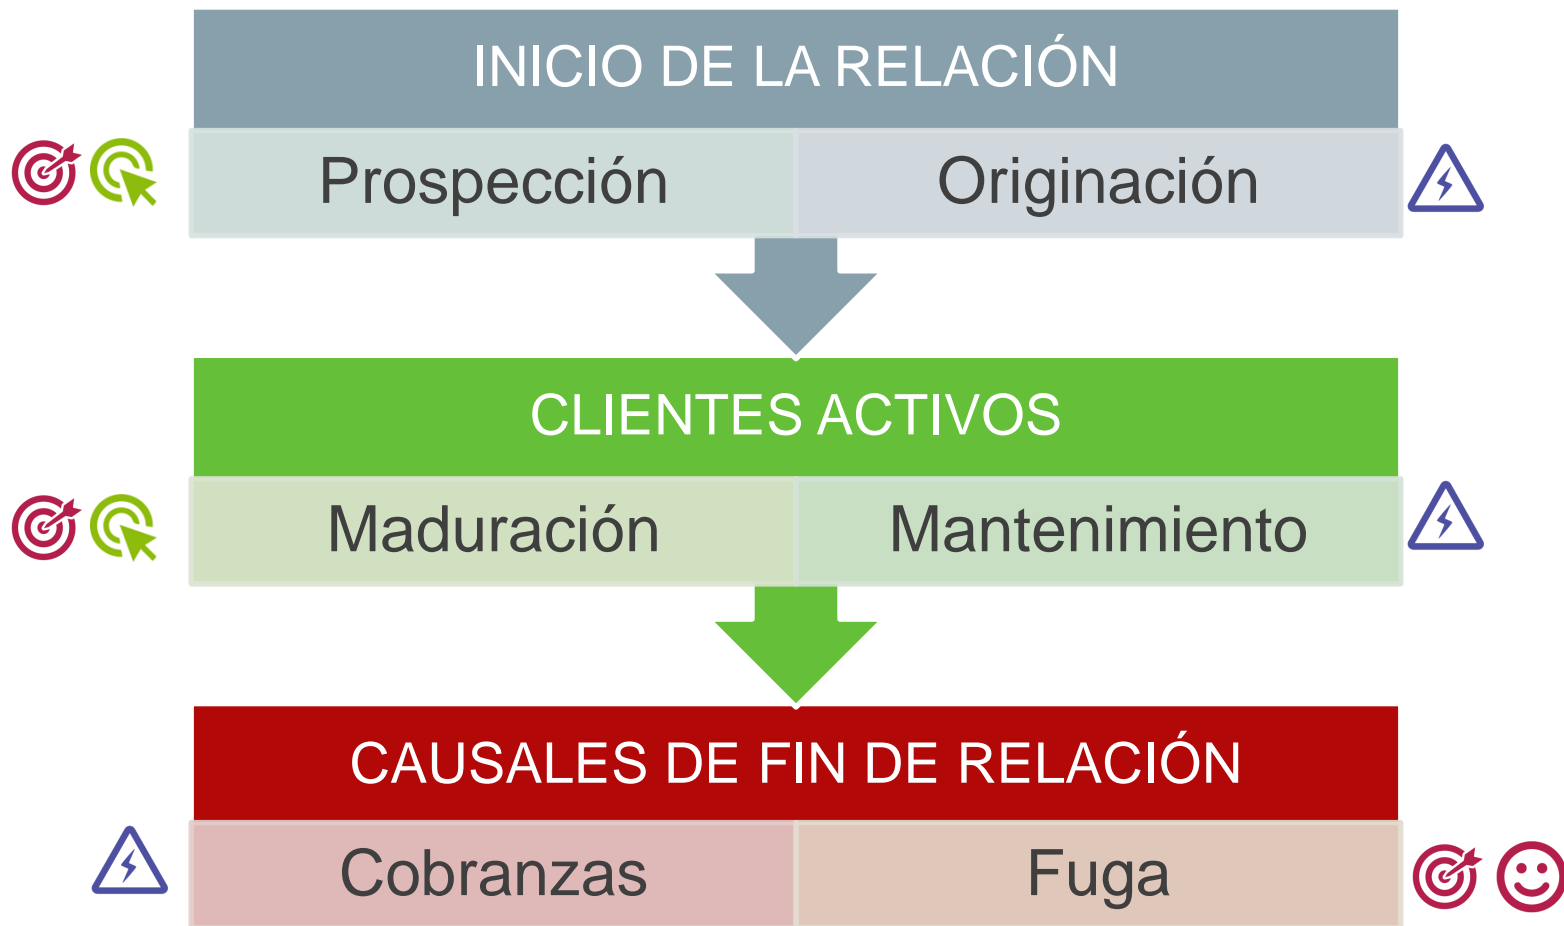 INICIO DE LA RELACIÓN
Prospección
Originación
CLIENTES ACTIVOS
Maduración
Mantenimiento
CAUSALES DE FIN DE RELACIÓN
Cobranzas
Fuga